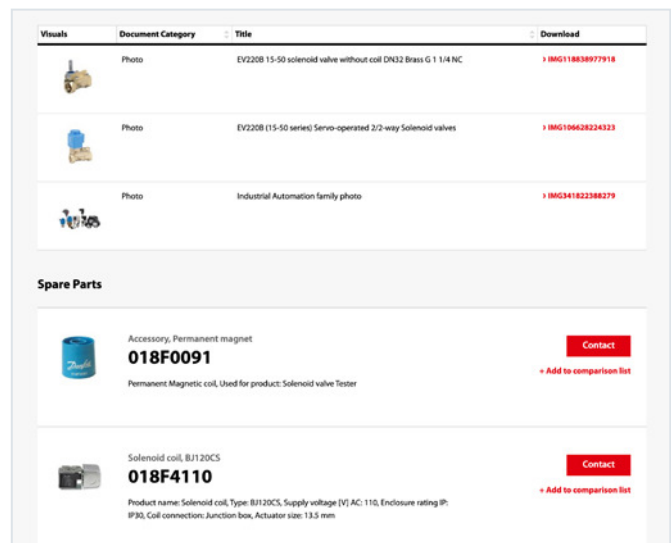 Visuals Document Category Title Download
Photo EV220B 15-50 solenoid valve without coil DN32 Brass G 1 1/4 NC > IMG118838977918
Photo EV220B (15-50 series) Servo-operated 2/2-way Solenoid valves > IMG106628224323
Photo Industrial Automation family photo > IMG341822388279
Spare Parts
Accessory, Permanent magnet
018F0091
Permanent Magnetic coil, Used for product: Solenoid valve Tester
Contact
+ Add to comparison list
Danfoss
Solenoid coil, BJ120CS
018F4110
Product name: Solenoid coil, Type: BJ120CS, Supply voltage [V] AC: 110, Enclosure rating IP:
IP30, Coil connection: Junction box, Actuator size: 13.5 mm
Contact
+ Add to comparison list